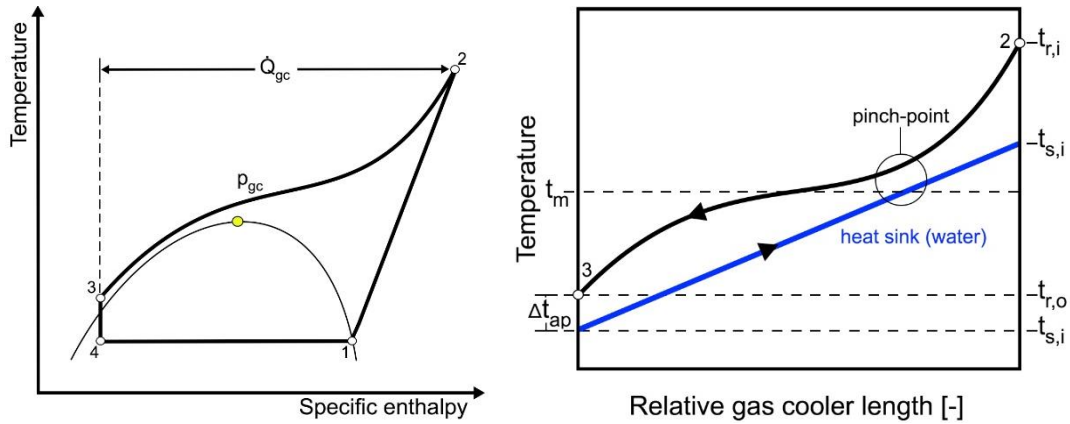 Temperature
Q̇gc
2
pgc
3
4
1
Specific enthalpy
Temperature
2
tr,i
pinch-point
ts,i
tm
heat sink (water)
3
tr,o
Δtap
ts,i
Relative gas cooler length [-]